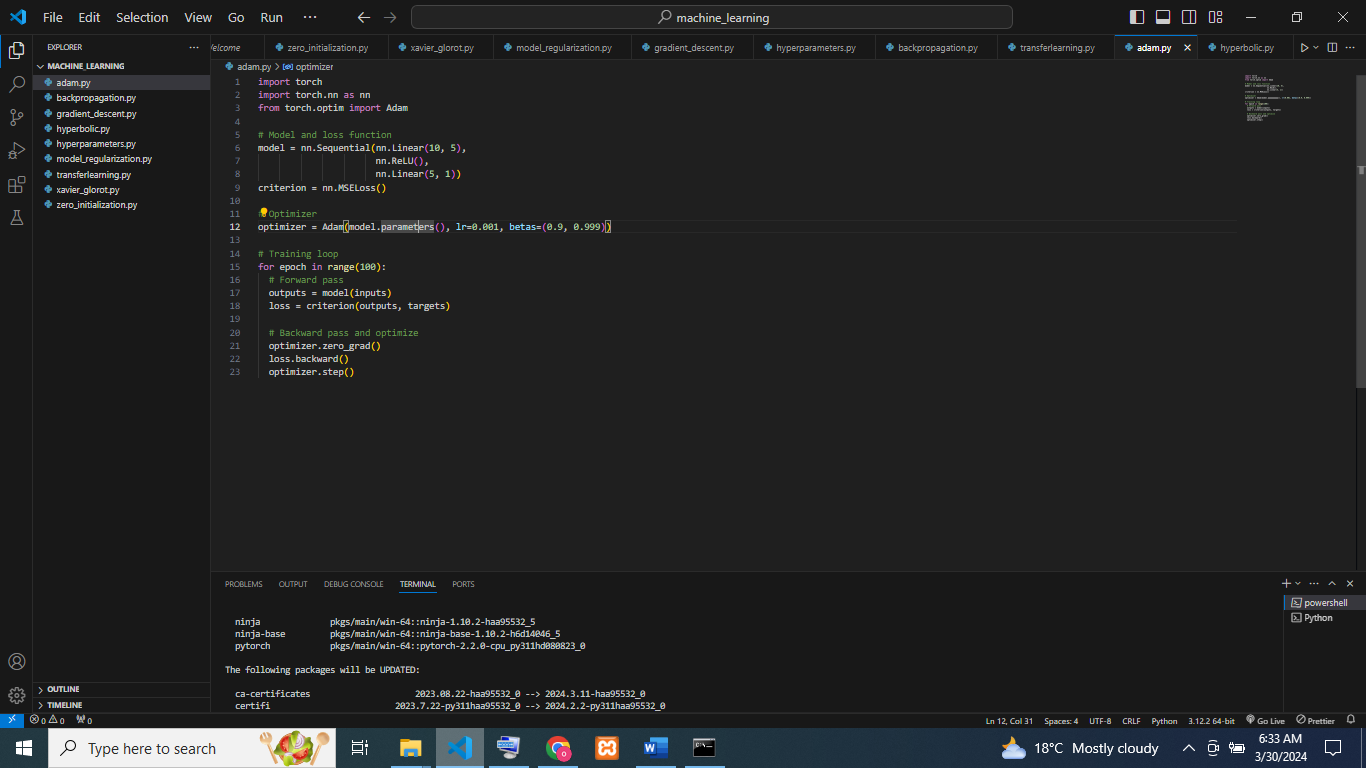 File Edit Selection View Go Run ··· machine_learning
EXPLORER ···
MACHINE_LEARNING
adam.py
backpropagation.py
gradient_descent.py
hyperbolic.py
hyperparameters.py
model_regularization.py
transferlearning.py
xavier_glorot.py
zero_initialization.py
OUTLINE
TIMELINE
Welcome zero_initialization.py xavier_glorot.py model_regularization.py gradient_descent.py hyperparameters.py backpropagation.py transferlearning.py adam.py hyperbolic.py
adam.py > optimizer
1 import torch
2 import torch.nn as nn
3 from torch.optim import Adam
4
5 # Model and loss function
6 model = nn.Sequential(nn.Linear(10, 5),
7 nn.ReLU(),
8 nn.Linear(5, 1))
9 criterion = nn.MSELoss()
10
11 Optimizer
12 optimizer = Adam(model.parameters(), lr=0.001, betas=(0.9, 0.999))
13
14 # Training loop
15 for epoch in range(100):
16 # Forward pass
17 outputs = model(inputs)
18 loss = criterion(outputs, targets)
19
20 # Backward pass and optimize
21 optimizer.zero_grad()
22 loss.backward()
23 optimizer.step()
PROBLEMS OUTPUT DEBUG CONSOLE TERMINAL PORTS
ninja pkgs/main/win-64::ninja-1.10.2-haa95532_5
ninja-base pkgs/main/win-64::ninja-base-1.10.2-h6d14046_5
pytorch pkgs/main/win-64::pytorch-2.2.0-cpu_py311hd080823_0
The following packages will be UPDATED:
ca-certificates 2023.08.22-haa95532_0 --> 2024.3.11-haa95532_0
certifi 2023.7.22-py311haa95532_0 --> 2024.2.2-py311haa95532_0
powershell
Python
0 0 0 Ln 12, Col 31 Spaces: 4 UTF-8 CRLF Python 3.12.2 64-bit Go Live Prettier
Type here to search 18°C Mostly cloudy 6:33 AM
3/30/2024